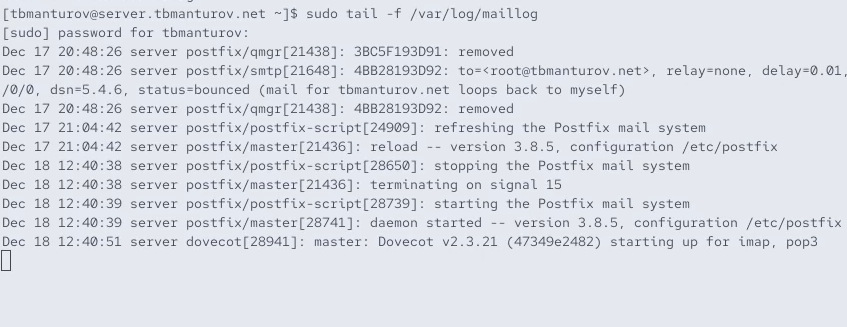 [tbmanturov@server.tbmanturov.net ~]$ sudo tail -f /var/log/maillog
[sudo] password for tbmanturov:
Dec 17 20:48:26 server postfix/qmgr[21438]: 3BC5F193D91: removed
Dec 17 20:48:26 server postfix/smtp[21648]: 4BB28193D92: to=<root@tbmanturov.net>, relay=none, delay=0.01,
/0/0, dsn=5.4.6, status=bounced (mail for tbmanturov.net loops back to myself)
Dec 17 20:48:26 server postfix/qmgr[21438]: 4BB28193D92: removed
Dec 17 21:04:42 server postfix/postfix-script[24909]: refreshing the Postfix mail system
Dec 17 21:04:42 server postfix/master[21436]: reload -- version 3.8.5, configuration /etc/postfix
Dec 18 12:40:38 server postfix/postfix-script[28650]: stopping the Postfix mail system
Dec 18 12:40:38 server postfix/master[21436]: terminating on signal 15
Dec 18 12:40:39 server postfix/postfix-script[28739]: starting the Postfix mail system
Dec 18 12:40:39 server postfix/master[28741]: daemon started -- version 3.8.5, configuration /etc/postfix
Dec 18 12:40:51 server dovecot[28941]: master: Dovecot v2.3.21 (47349e2482) starting up for imap, pop3